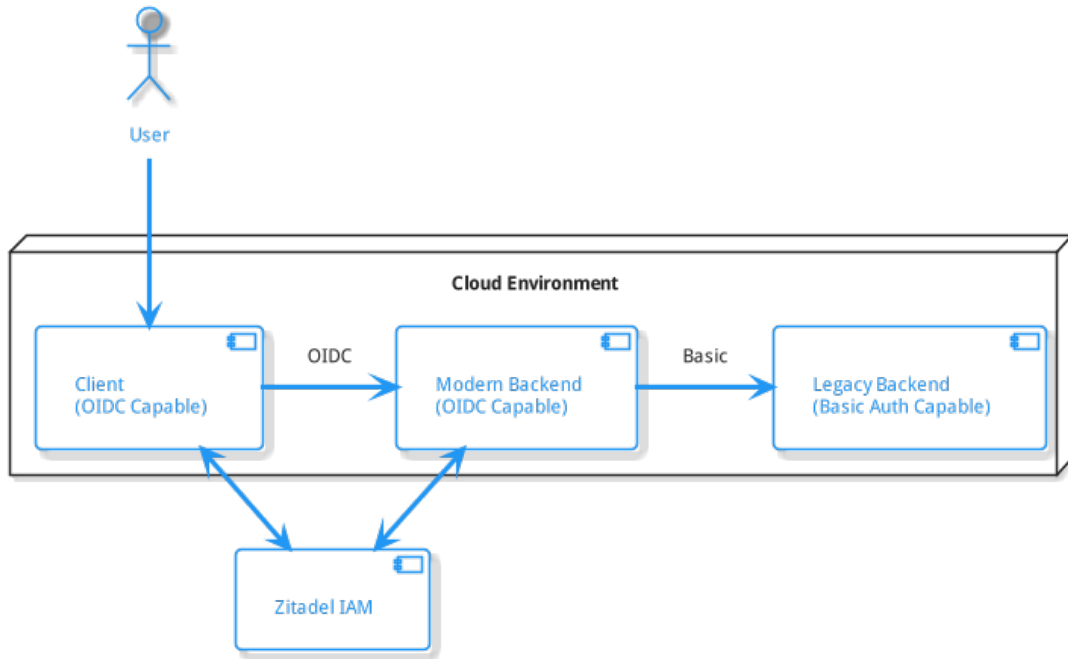 User
Cloud Environment
OIDC
Basic
Client
(OIDC Capable)
Modern Backend
(OIDC Capable)
Legacy Backend
(Basic Auth Capable)
Zitadel IAM